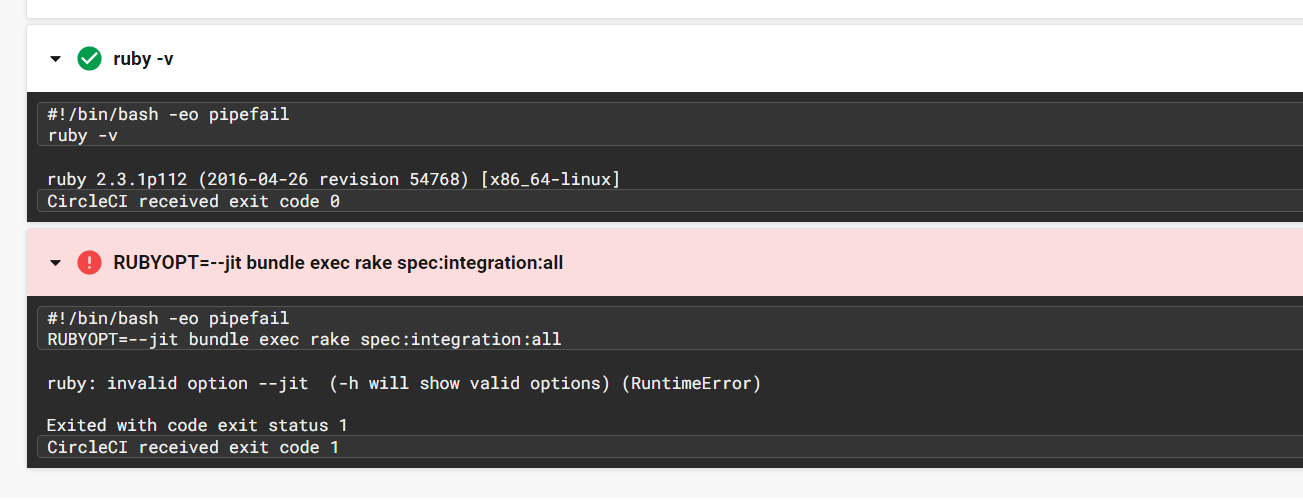 ruby -v
#!/bin/bash -eo pipefail
ruby -v
ruby 2.3.1p112 (2016-04-26 revision 54768) [x86_64-linux]
CircleCI received exit code 0
RUBYOPT=--jit bundle exec rake spec:integration:all
#!/bin/bash -eo pipefail
RUBYOPT=--jit bundle exec rake spec:integration:all
ruby: invalid option --jit  (-h will show valid options) (RuntimeError)
Exited with code exit status 1
CircleCI received exit code 1